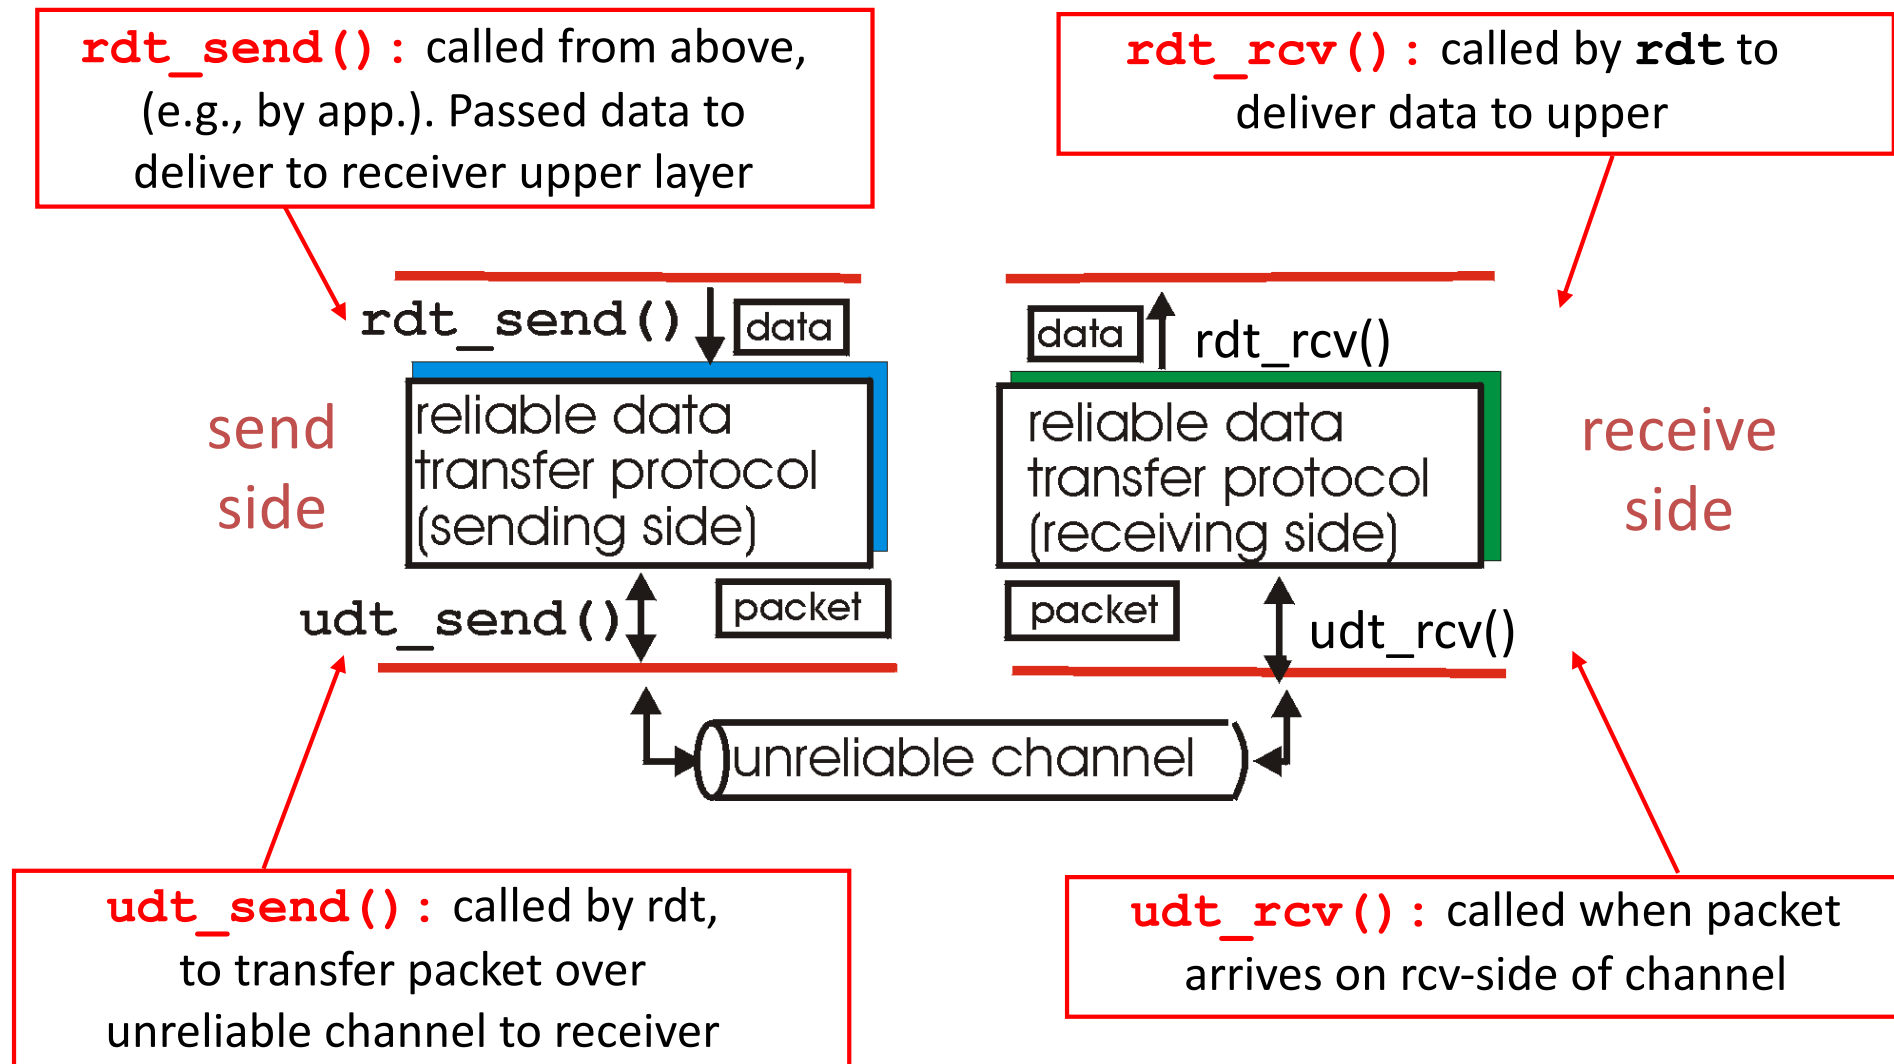 rdt_send(): called from above,
(e.g., by app.). Passed data to
deliver to receiver upper layer
rdt_rcv(): called by rdt to
deliver data to upper
rdt_send()
data
data
rdt_rcv()
send
side
reliable data
transfer protocol
(sending side)
reliable data
transfer protocol
(receiving side)
receive
side
udt_send()
packet
packet
udt_rcv()
unreliable channel
udt_send(): called by rdt,
to transfer packet over
unreliable channel to receiver
udt_rcv(): called when packet
arrives on rcv-side of channel